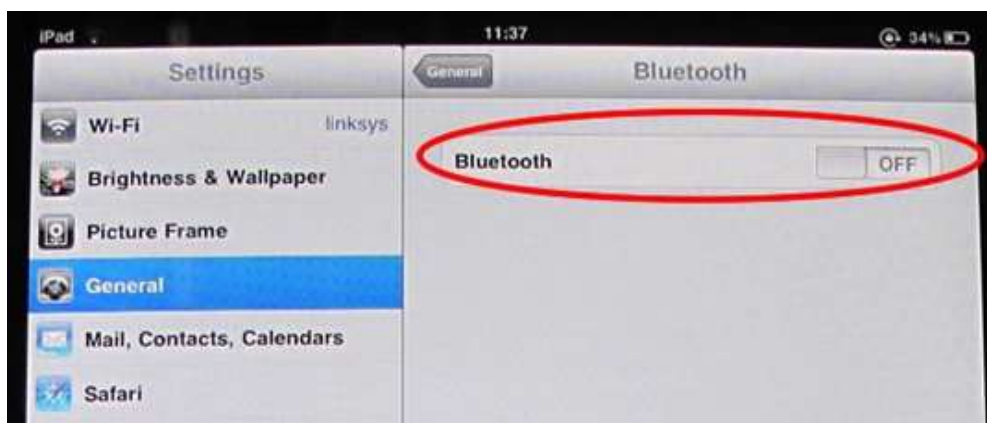 iPad 11:37 34%
Settings
General Bluetooth
Wi-Fi linksys
Brightness & Wallpaper
Picture Frame
General
Mail, Contacts, Calendars
Safari
Bluetooth OFF